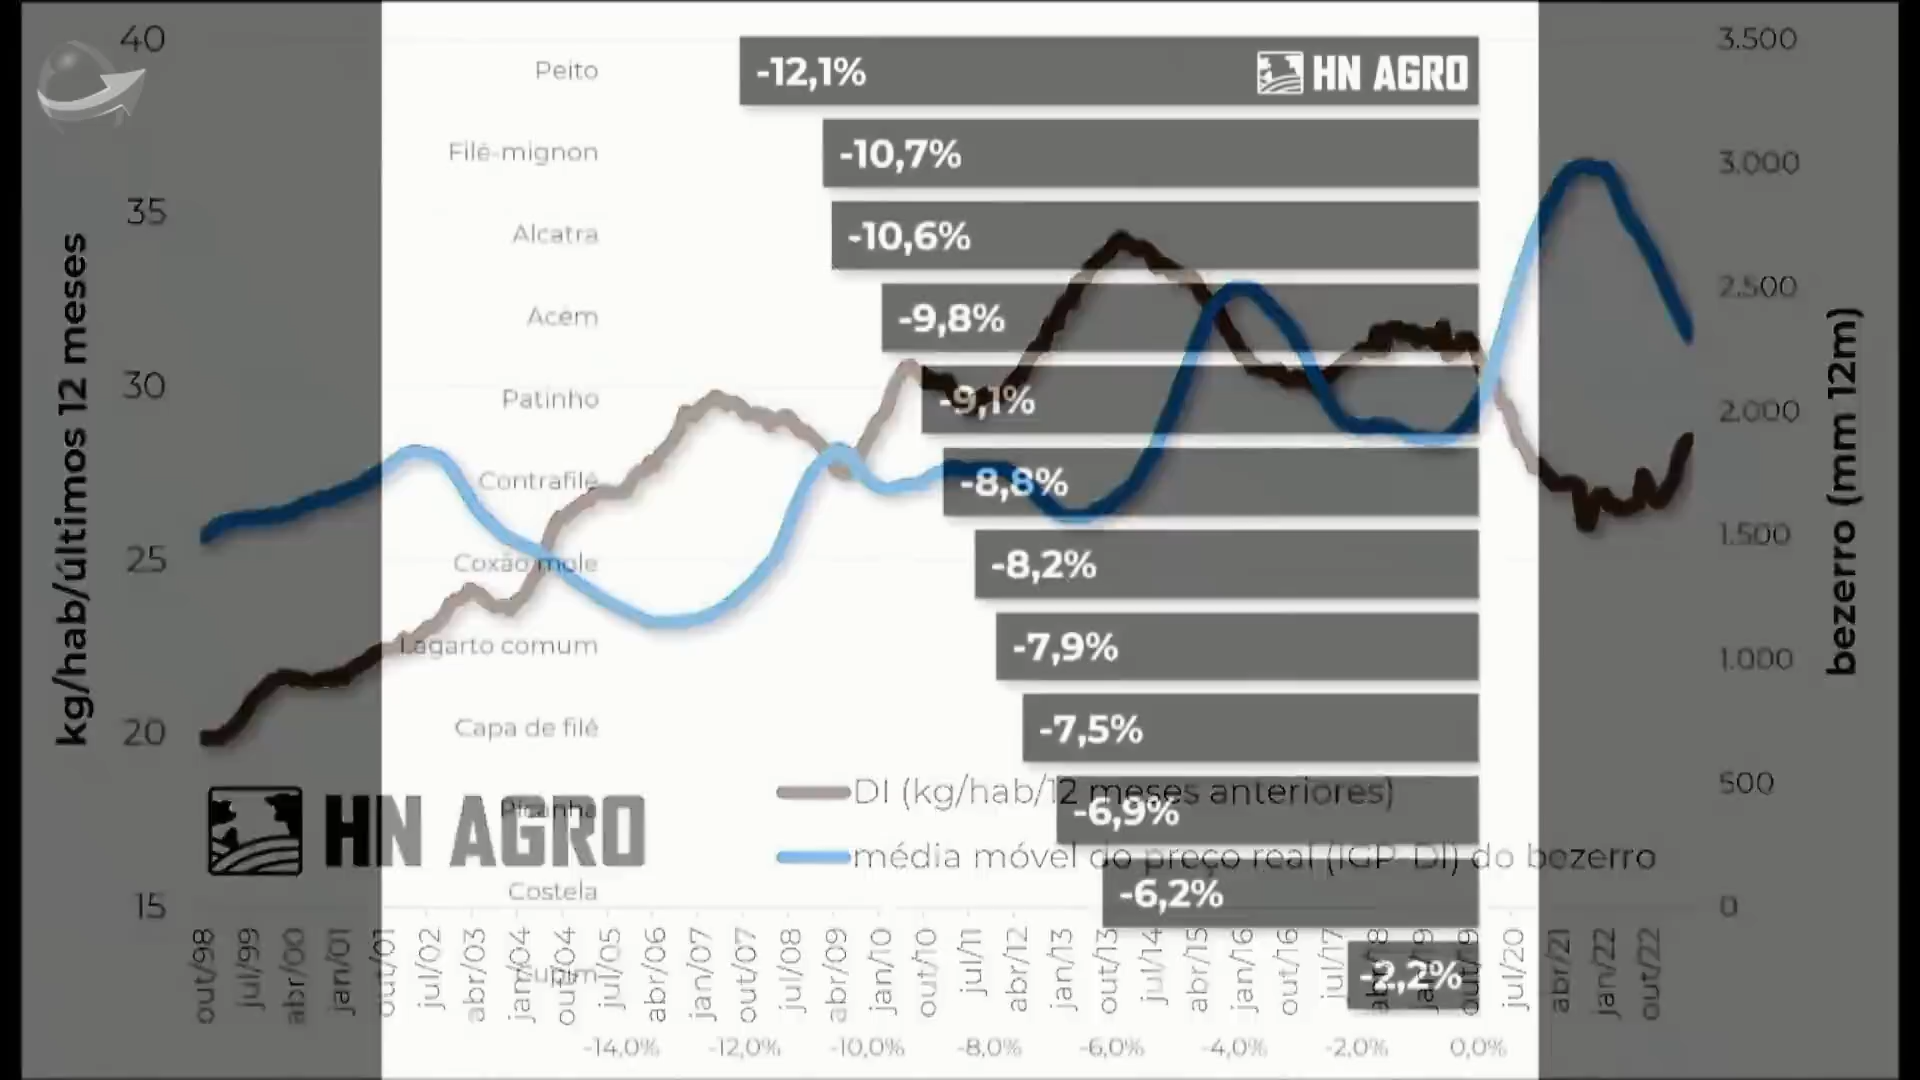 40
35
30
25
20
15
kg/hab/últimos 12 meses
3.500
3.000
2.500
2.000
1.500
1.000
500
0
bezerro (mm 12m)
HN AGRO
Peito -12,1%
Filé-mignon -10,7%
Alcatra -10,6%
Acém -9,8%
Patinho -9,1%
Contrafilé -8,8%
Coxão mole -8,2%
Lagarto comum -7,9%
Capa de filé -7,5%
Picanha -6,9%
Costela -6,2%
-2,2%
HN AGRO
DI (kg/hab/12 meses anteriores)
média móvel do preço real (IGP-DI) do bezerro
out/98 jul/99 abr/00 jan/01 out/01 jul/02 abr/03 jan/04 out/04 jul/05 abr/06 jan/07 out/07 jul/08 abr/09 jan/10 out/10 jul/11 abr/12 jan/13 out/13 jul/14 abr/15 jan/16 out/16 jul/17 abr/18 jan/19 out/19 jul/20 abr/21 jan/22 out/22
-14,0% -12,0% -10,0% -8,0% -6,0% -4,0% -2,0% 0,0%